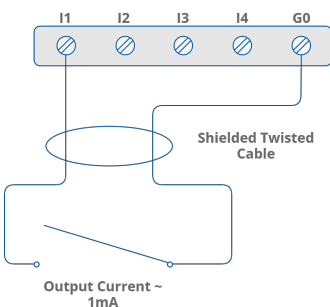 I1 I2 I3 I4 G0
Shielded Twisted
Cable
Output Current ~
1mA